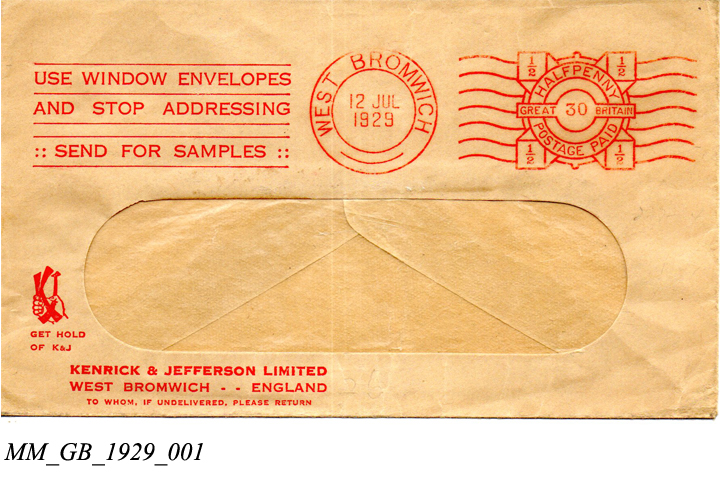 USE WINDOW ENVELOPES
AND STOP ADDRESSING
:: SEND FOR SAMPLES ::
WEST BROMWICH
12 JUL
1929
1/2
1/2
HALFPENNY
GREAT 30 BRITAIN
POSTAGE PAID
1/2
1/2
GET HOLD
OF K&J
KENRICK & JEFFERSON LIMITED
WEST BROMWICH - - ENGLAND
TO WHOM, IF UNDELIVERED, PLEASE RETURN
MM_GB_1929_001